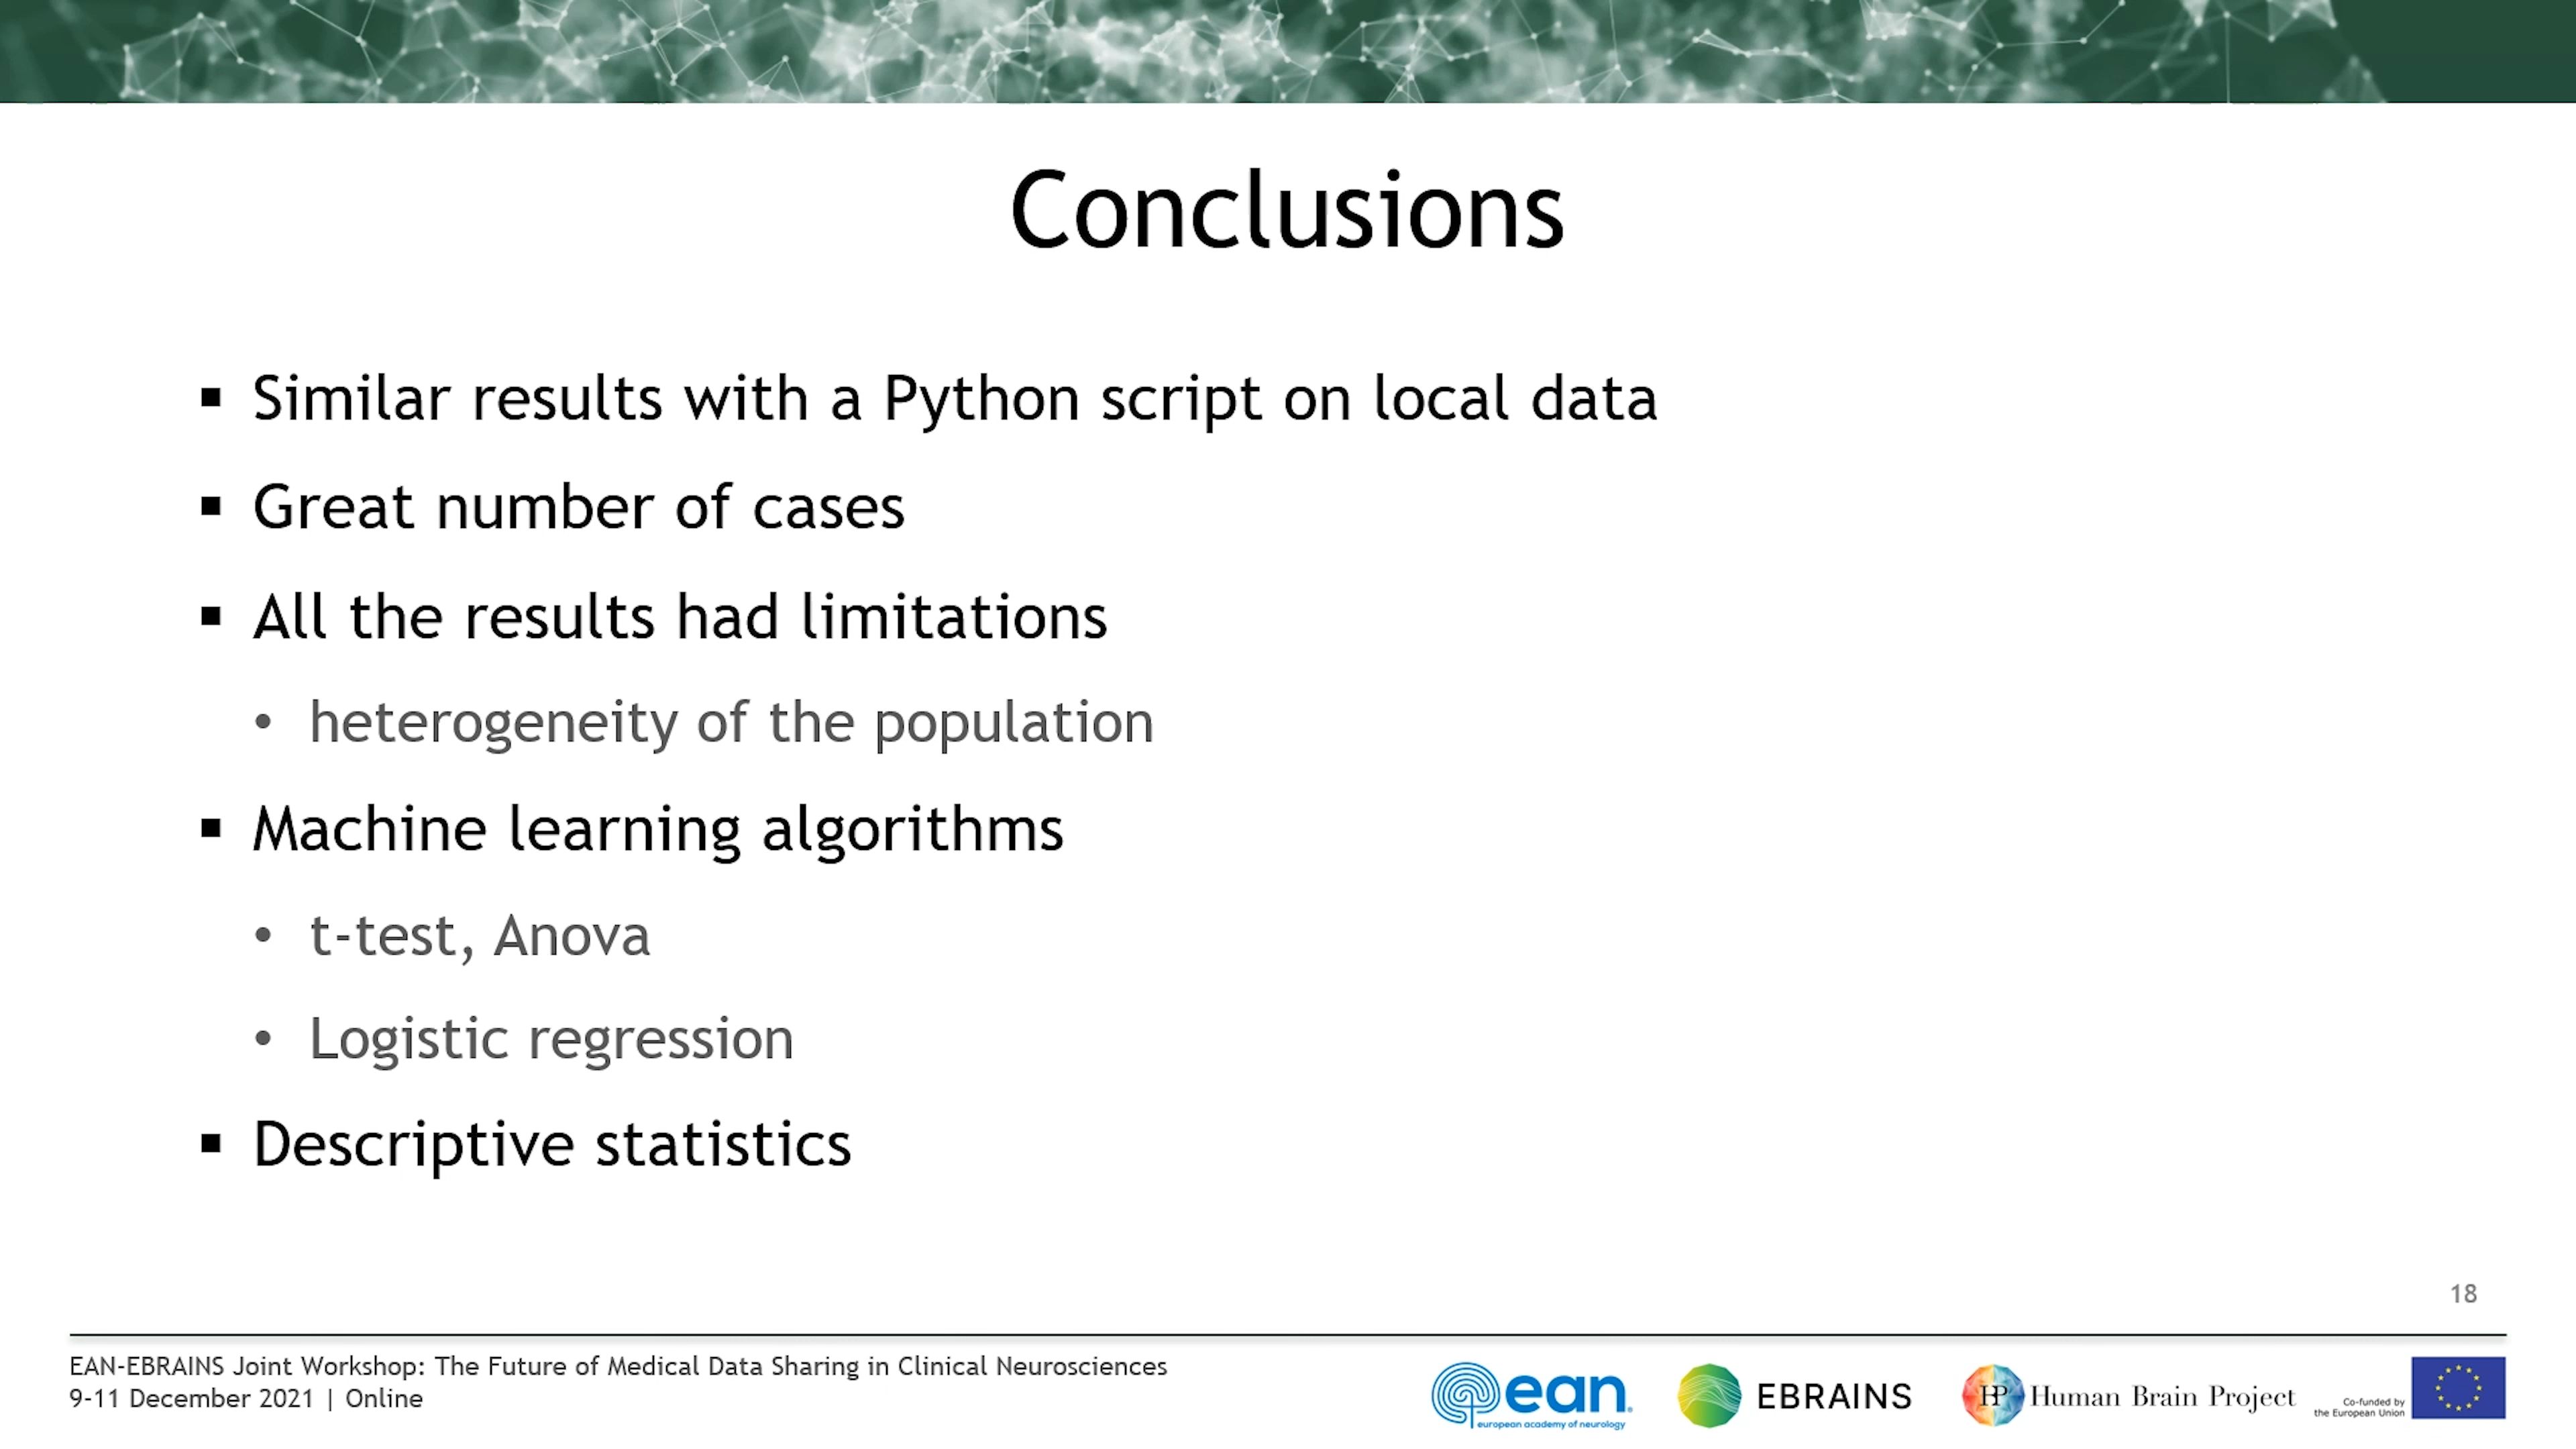 Conclusions
▪ Similar results with a Python script on local data
▪ Great number of cases
▪ All the results had limitations
• heterogeneity of the population
▪ Machine learning algorithms
• t-test, Anova
• Logistic regression
▪ Descriptive statistics
18
EAN-EBRAINS Joint Workshop: The Future of Medical Data Sharing in Clinical Neurosciences
9-11 December 2021 | Online
ean
european academy of neurology
EBRAINS
HP Human Brain Project
Co-funded by
the European Union